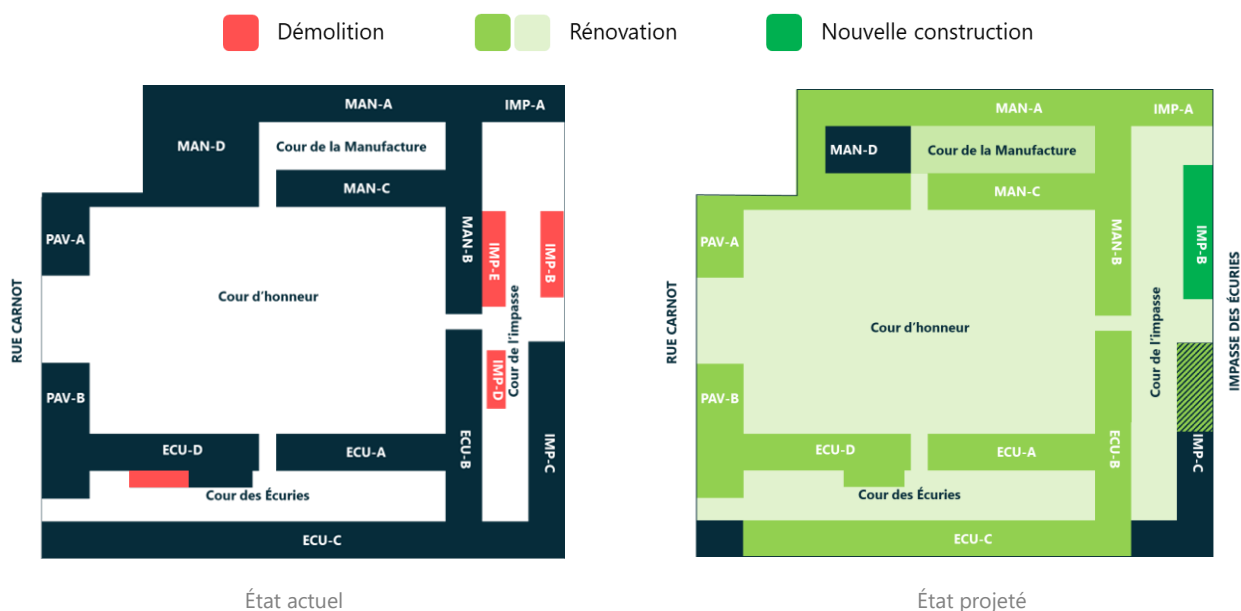 Démolition
Rénovation
Nouvelle construction
MAN-A
IMP-A
MAN-D
Cour de la Manufacture
MAN-C
PAV-A
MAN-B
IMP-E
IMP-B
Cour d'honneur
RUE CARNOT
Cour de l'impasse
IMP-D
PAV-B
ECU-D
ECU-A
ECU-B
IMP-C
Cour des Écuries
ECU-C
État actuel
MAN-A
IMP-A
MAN-D
Cour de la Manufacture
MAN-C
PAV-A
MAN-B
IMP-B
RUE CARNOT
Cour d'honneur
Cour de l'impasse
IMPASSE DES ÉCURIES
PAV-B
ECU-D
ECU-A
ECU-B
IMP-C
Cour des Écuries
ECU-C
État projeté